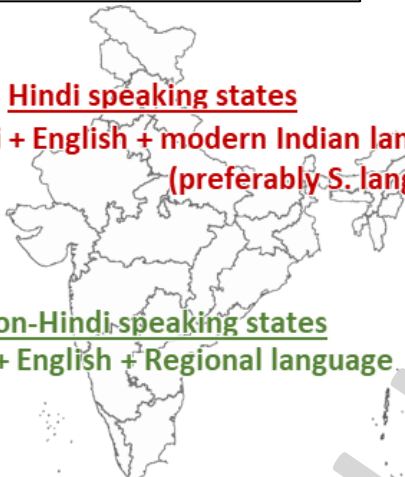 Hindi speaking states
i + English + modern Indian lan
(preferably S. lang
on-Hindi speaking states
+ English + Regional language